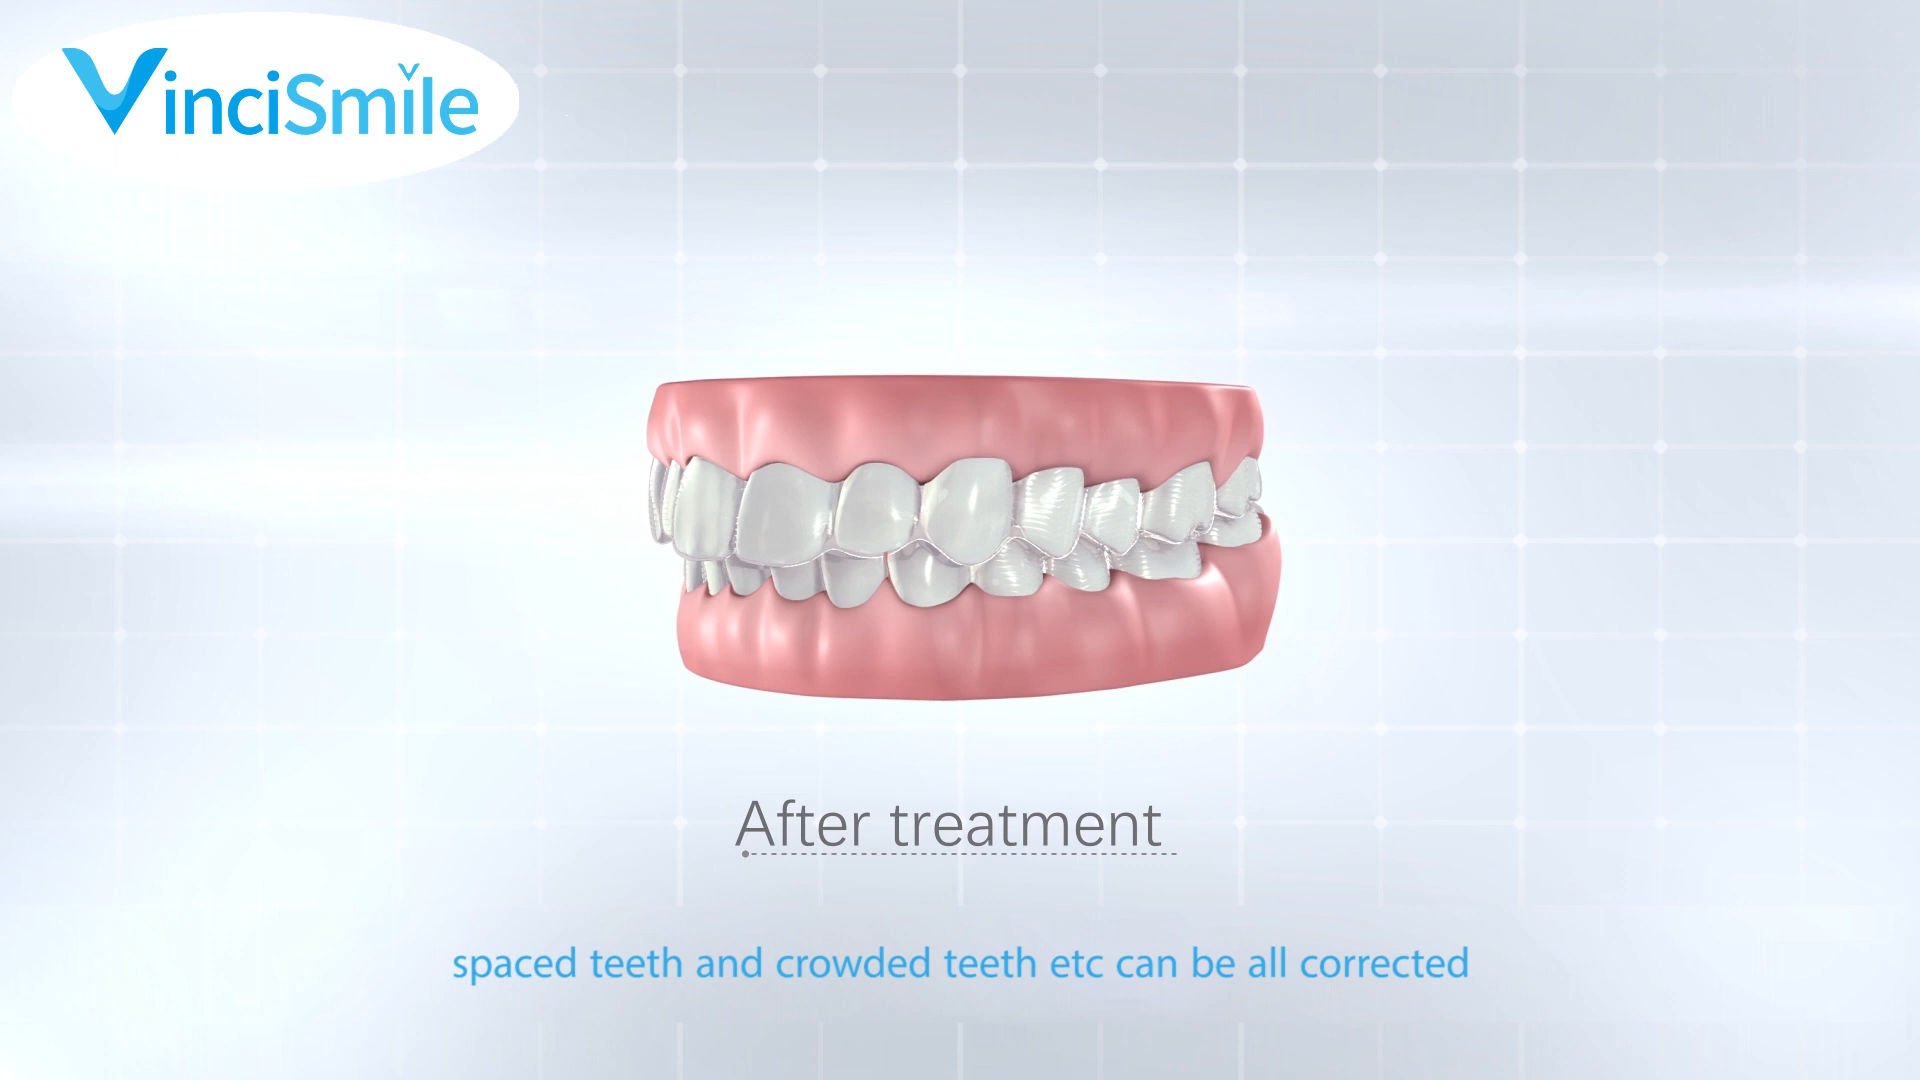 VinciSmile
After treatment
spaced teeth and crowded teeth etc can be all corrected